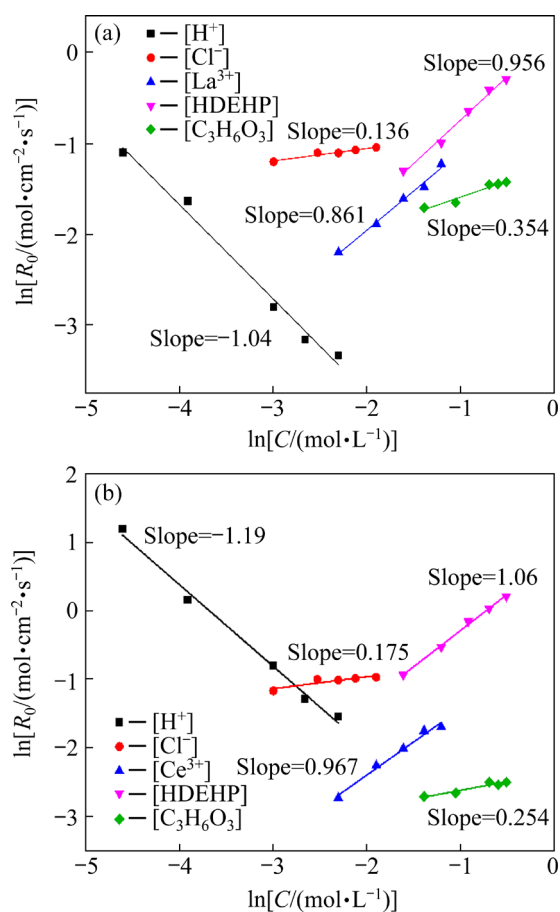 (a)
[H⁺]
[Cl⁻]
[La³⁺]
[HDEHP]
[C₃H₆O₃]
Slope=0.956
Slope=0.136
Slope=0.861
Slope=0.354
Slope=−1.04
0
−1
−2
−3
ln[R₀/(mol•cm⁻²•s⁻¹)]
−5 −4 −3 −2 −1 0
ln[C/(mol•L⁻¹)]
(b)
Slope=−1.19
Slope=1.06
Slope=0.175
[H⁺]
[Cl⁻]
[Ce³⁺]
[HDEHP]
[C₃H₆O₃]
Slope=0.967
Slope=0.254
2
1
0
−1
−2
−3
ln[R₀/(mol•cm⁻²•s⁻¹)]
−5 −4 −3 −2 −1 0
ln[C/(mol•L⁻¹)]